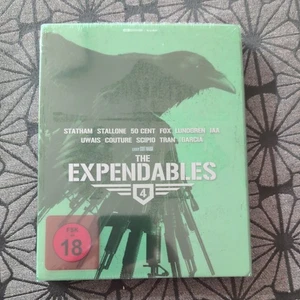 STATHAM STALLONE 50 CENT FOX LUNDGREN JAA
UWAIS COUTURE SCIPIO TRAN GARCIA
THE
EXPENDABLES
4
FSK
18